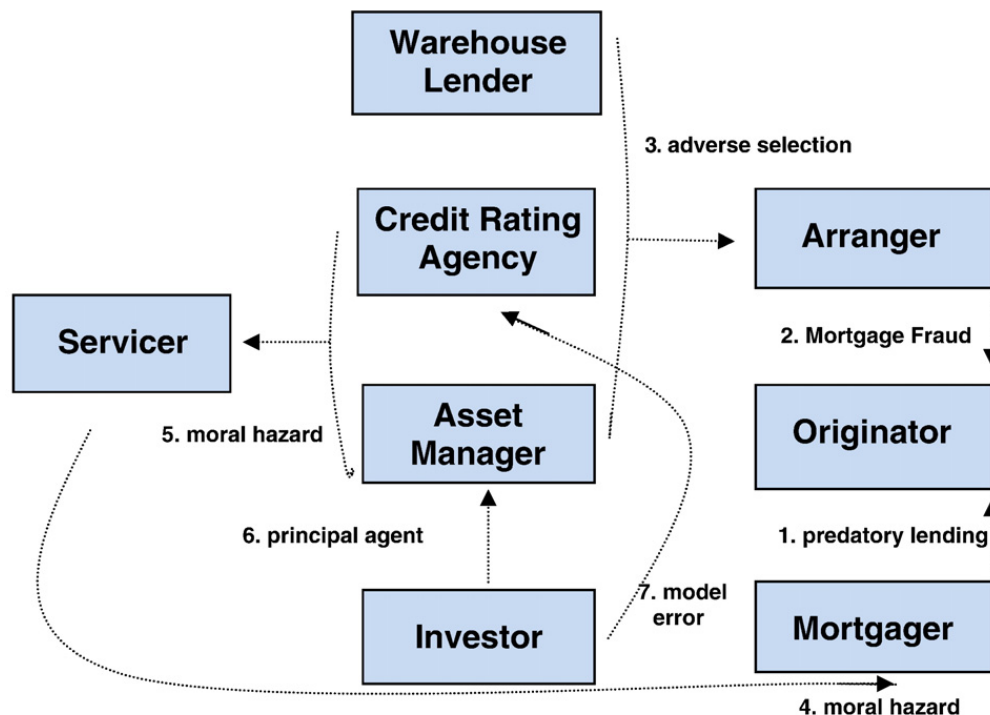 Warehouse
Lender
3. adverse selection
Credit Rating
Agency
Arranger
Servicer
2. Mortgage Fraud
Asset
Manager
Originator
5. moral hazard
6. principal agent
1. predatory lending
7. model
error
Investor
Mortgager
4. moral hazard